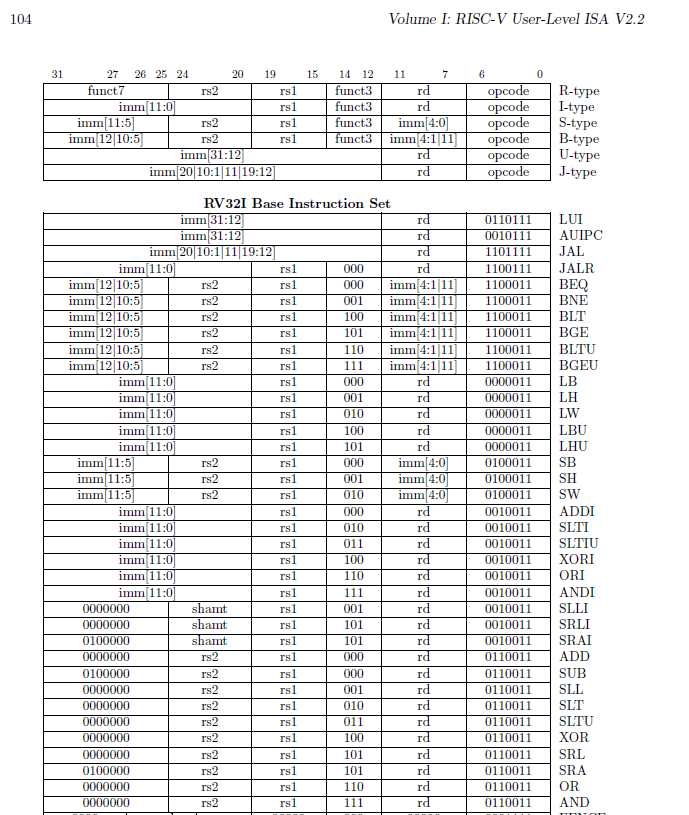 104 Volume I: RISC-V User-Level ISA V2.2
31 27 26 25 24 20 19 15 14 12 11 7 6 0
funct7 rs2 rs1 funct3 rd opcode R-type
imm[11:0] rs1 funct3 rd opcode I-type
imm[11:5] rs2 rs1 funct3 imm[4:0] opcode S-type
imm[12|10:5] rs2 rs1 funct3 imm[4:1|11] opcode B-type
imm[31:12] rd opcode U-type
imm[20|10:1|11|19:12] rd opcode J-type
RV32I Base Instruction Set
imm[31:12] rd 0110111 LUI
imm[31:12] rd 0010111 AUIPC
imm[20|10:1|11|19:12] rd 1101111 JAL
imm[11:0] rs1 000 rd 1100111 JALR
imm[12|10:5] rs2 rs1 000 imm[4:1|11] 1100011 BEQ
imm[12|10:5] rs2 rs1 001 imm[4:1|11] 1100011 BNE
imm[12|10:5] rs2 rs1 100 imm[4:1|11] 1100011 BLT
imm[12|10:5] rs2 rs1 101 imm[4:1|11] 1100011 BGE
imm[12|10:5] rs2 rs1 110 imm[4:1|11] 1100011 BLTU
imm[12|10:5] rs2 rs1 111 imm[4:1|11] 1100011 BGEU
imm[11:0] rs1 000 rd 0000011 LB
imm[11:0] rs1 001 rd 0000011 LH
imm[11:0] rs1 010 rd 0000011 LW
imm[11:0] rs1 100 rd 0000011 LBU
imm[11:0] rs1 101 rd 0000011 LHU
imm[11:5] rs2 rs1 000 imm[4:0] 0100011 SB
imm[11:5] rs2 rs1 001 imm[4:0] 0100011 SH
imm[11:5] rs2 rs1 010 imm[4:0] 0100011 SW
imm[11:0] rs1 000 rd 0010011 ADDI
imm[11:0] rs1 010 rd 0010011 SLTI
imm[11:0] rs1 011 rd 0010011 SLTIU
imm[11:0] rs1 100 rd 0010011 XORI
imm[11:0] rs1 110 rd 0010011 ORI
imm[11:0] rs1 111 rd 0010011 ANDI
0000000 shamt rs1 001 rd 0010011 SLLI
0000000 shamt rs1 101 rd 0010011 SRLI
0100000 shamt rs1 101 rd 0010011 SRAI
0000000 rs2 rs1 000 rd 0110011 ADD
0100000 rs2 rs1 000 rd 0110011 SUB
0000000 rs2 rs1 001 rd 0110011 SLL
0000000 rs2 rs1 010 rd 0110011 SLT
0000000 rs2 rs1 011 rd 0110011 SLTU
0000000 rs2 rs1 100 rd 0110011 XOR
0000000 rs2 rs1 101 rd 0110011 SRL
0100000 rs2 rs1 101 rd 0110011 SRA
0000000 rs2 rs1 110 rd 0110011 OR
0000000 rs2 rs1 111 rd 0110011 AND